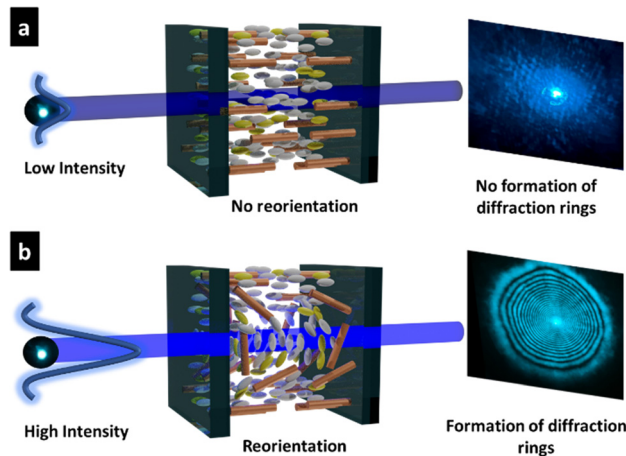 a
Low Intensity
No reorientation
No formation of
diffraction rings
b
High Intensity
Reorientation
Formation of diffraction
rings